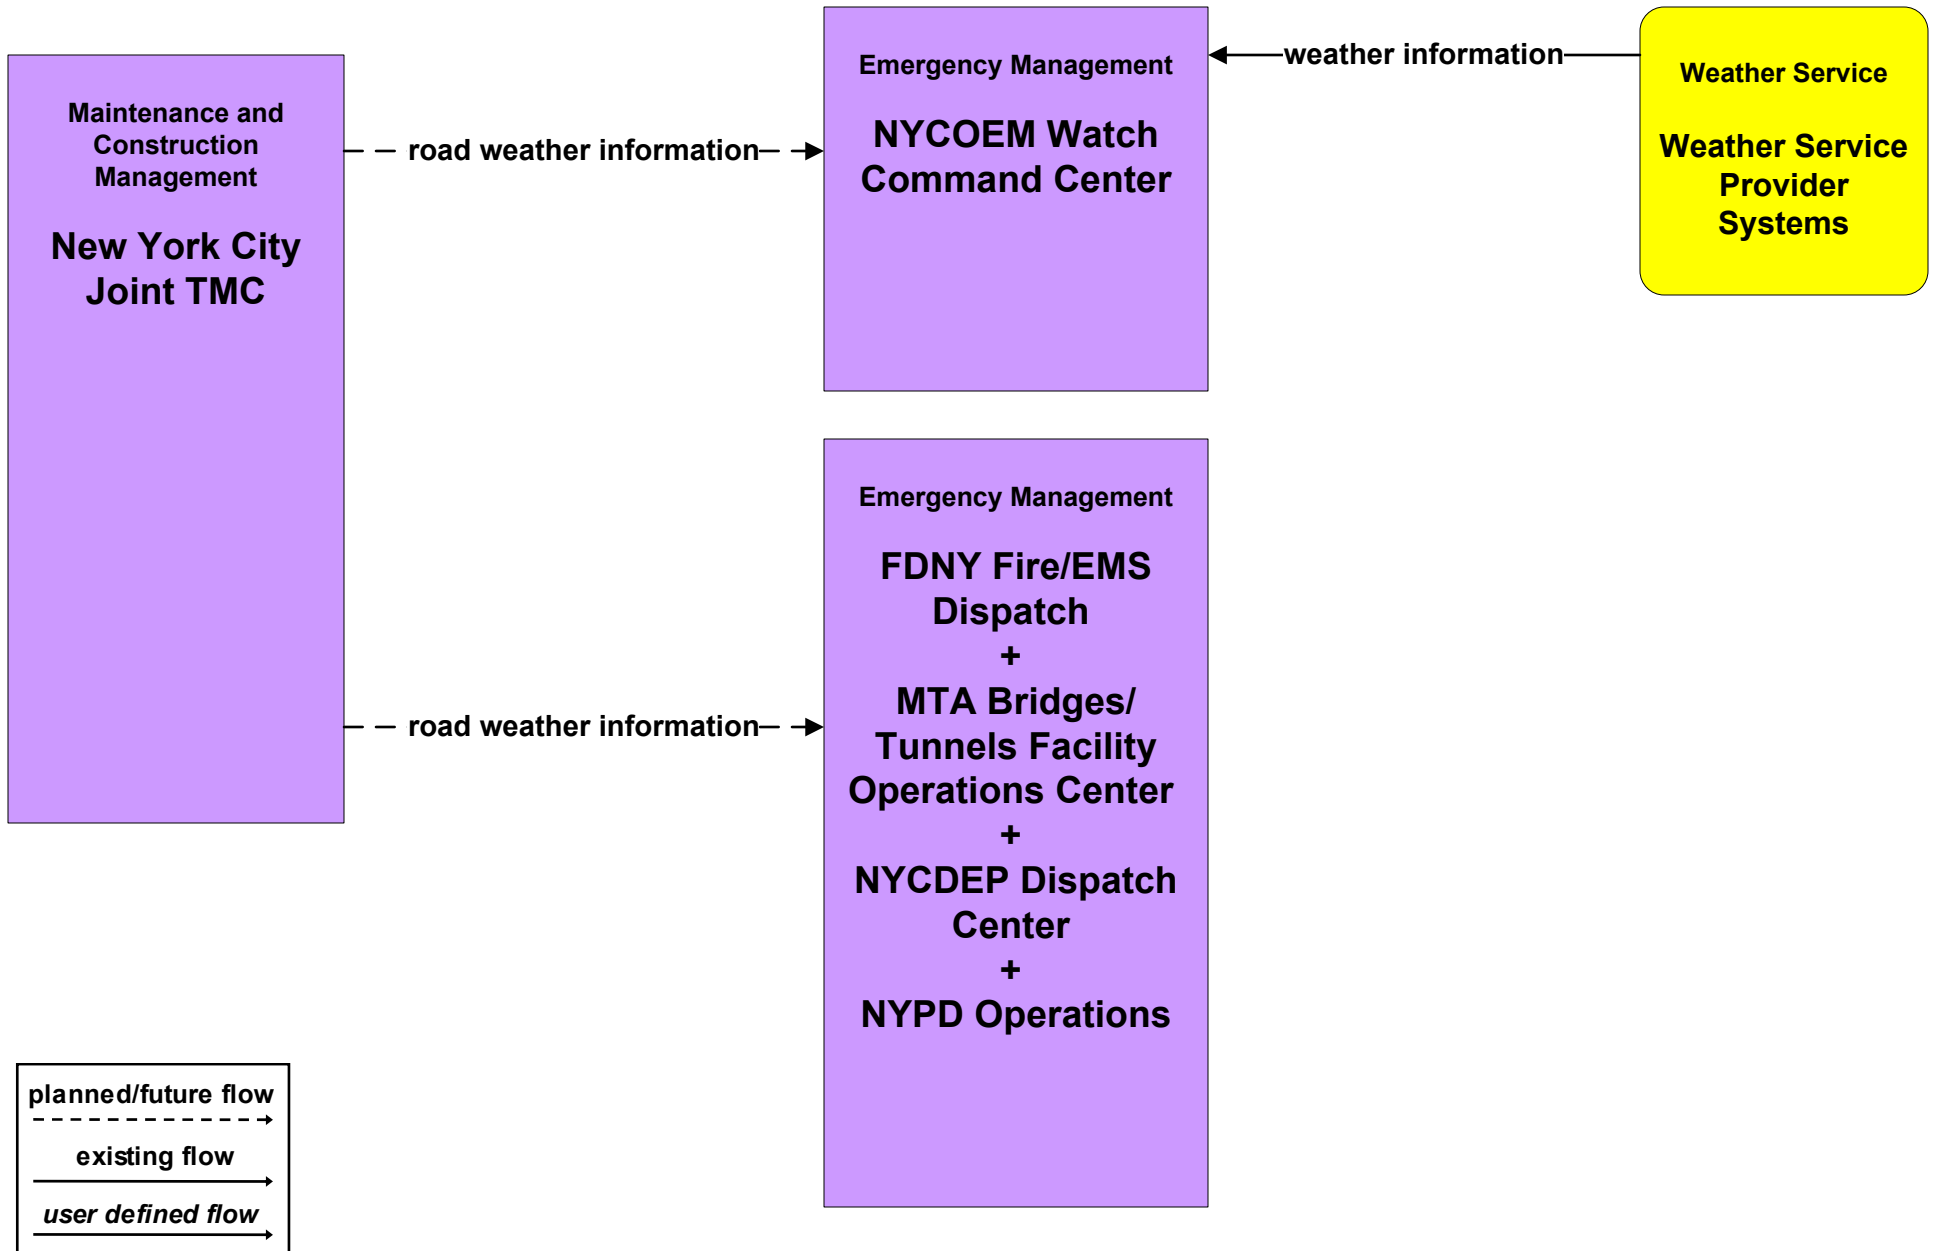 Maintenance and
Construction
Management
New York City
Joint TMC
road weather information
road weather information
Emergency Management
NYCOEM Watch
Command Center
weather information
Weather Service
Weather Service
Provider
Systems
Emergency Management
FDNY Fire/EMS
Dispatch
+
MTA Bridges/
Tunnels Facility
Operations Center
+
NYCDEP Dispatch
Center
+
NYPD Operations
planned/future flow
existing flow
user defined flow